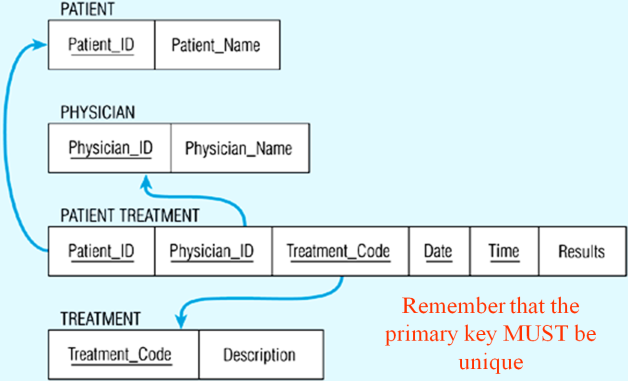 PATIENT
Patient_ID Patient_Name
PHYSICIAN
Physician_ID Physician_Name
PATIENT TREATMENT
Patient_ID Physician_ID Treatment_Code Date Time Results
TREATMENT
Treatment_Code Description
Remember that the
primary key MUST be
unique